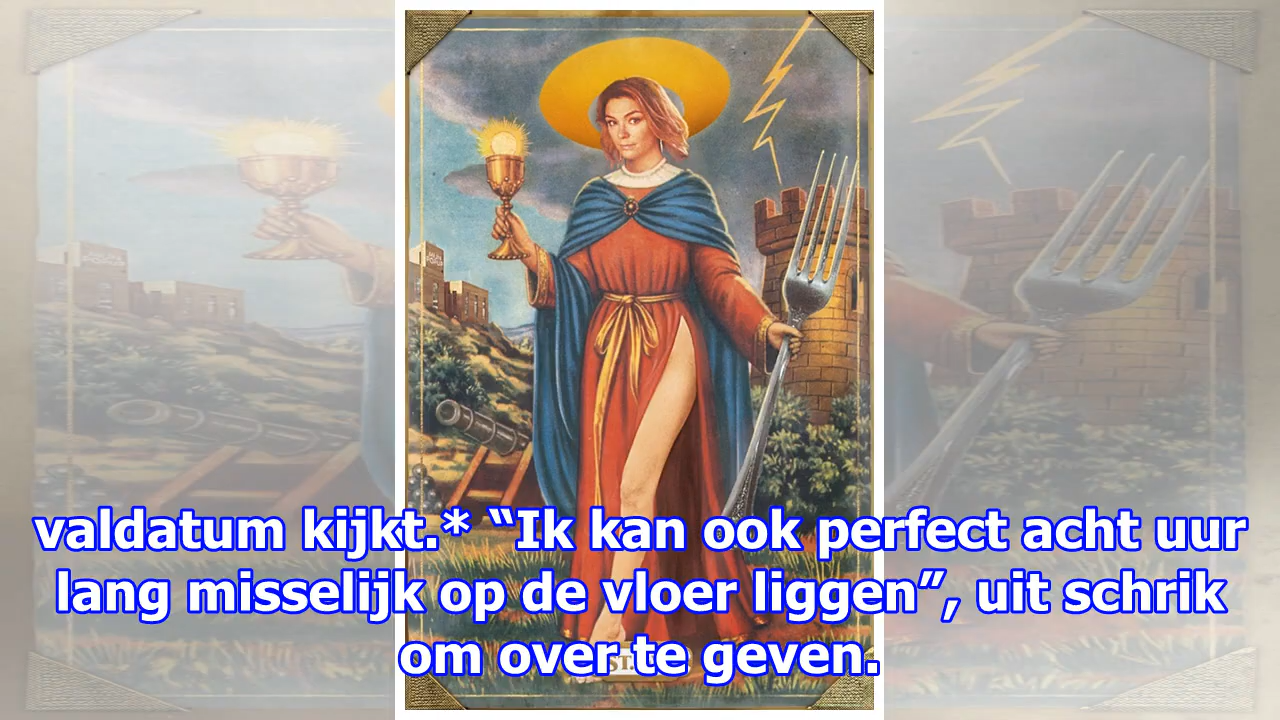 valdatum kijkt.* “Ik kan ook perfect acht uur
lang misselijk op de vloer liggen”, uit schrik
om over te geven.
ST.